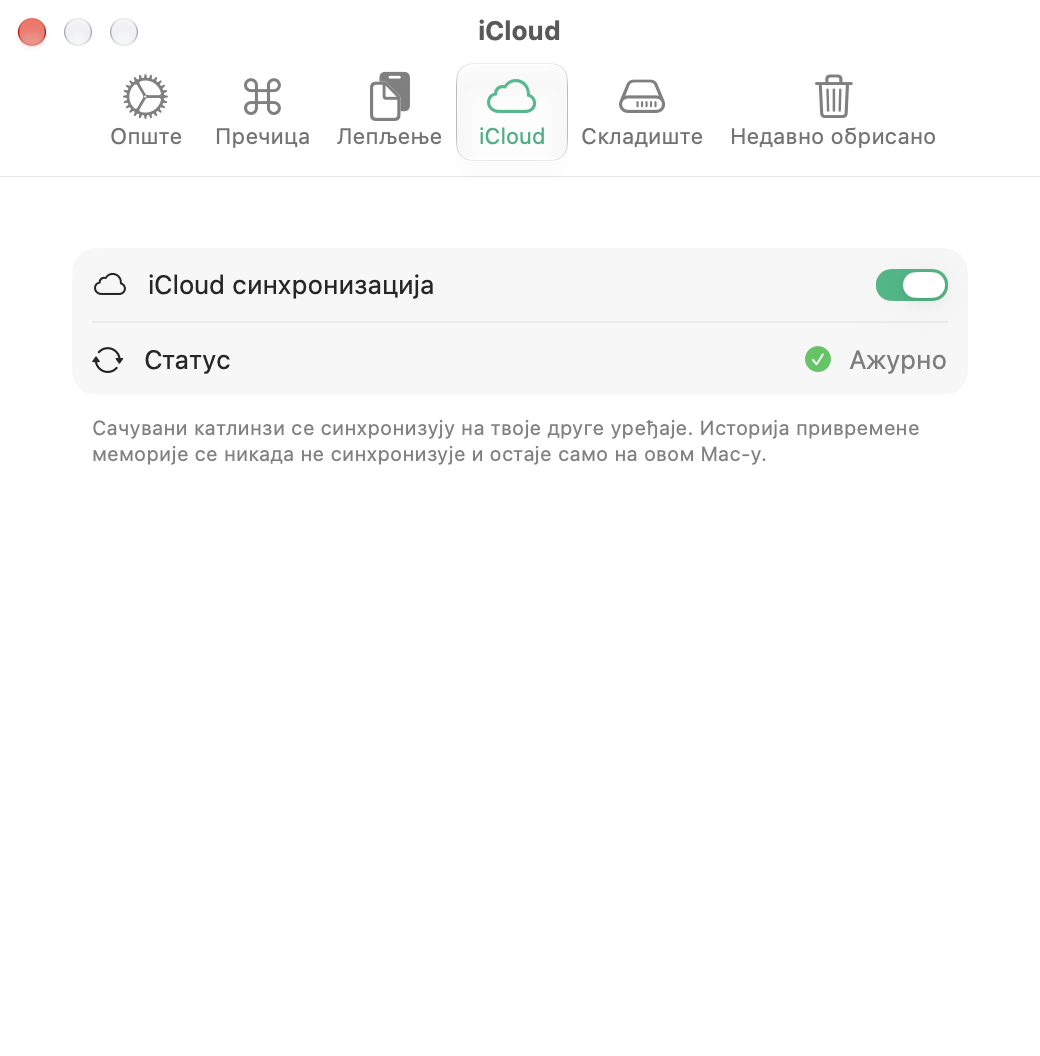 iCloud
Опште
Пречица
Лепљење
iCloud
Складиште
Недавно обрисано
iCloud синхронизација
Статус
Ажурно
Сачувани катлинзи се синхронизују на твоје друге уређаје. Историја привремене
меморије се никада не синхронизује и остаје само на овом Mac-у.